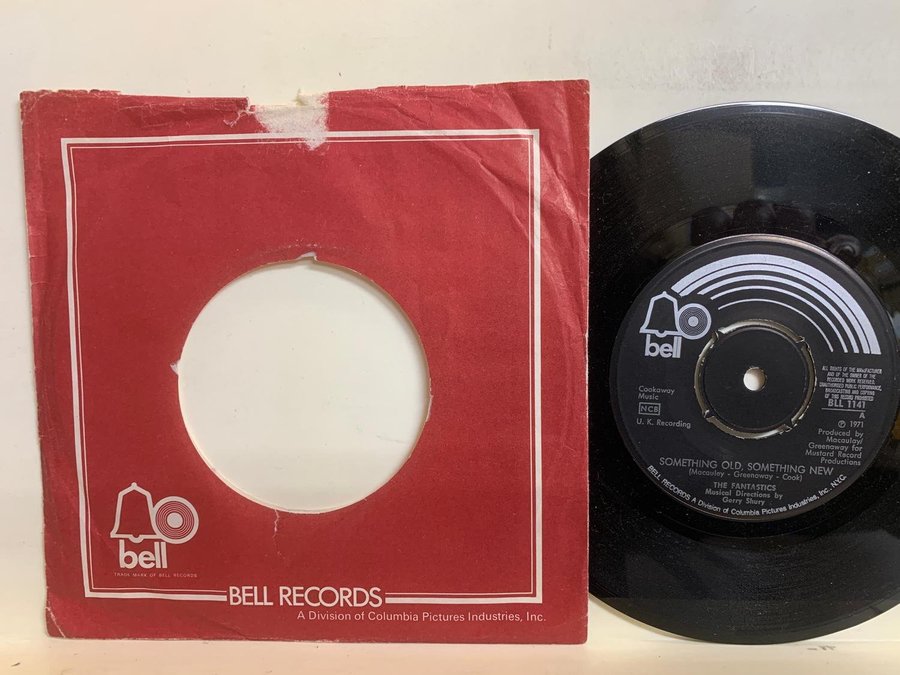 bell
TRADE MARK OF BELL RECORDS
BELL RECORDS
A Division of Columbia Pictures Industries, Inc.
bell
ALL RIGHTS OF THE MANUFACTURER
AND OF THE OWNER OF THE
RECORDED WORK RESERVED.
UNAUTHORISED PUBLIC PERFORMANCE,
BROADCASTING AND COPYING
OF THIS RECORD PROHIBITED
BLL 1141
A
Ⓟ 1971
Cookaway
Music
NCB
U. K. Recording
Produced by
Macaulay/
Greenaway for
Mustard Record
Productions
SOMETHING OLD, SOMETHING NEW
(Macauley - Greenaway - Cook)
THE FANTASTICS
Musical Directions by
Gerry Shury
BELL RECORDS A Division of Columbia Pictures Industries, Inc. N.Y.C.